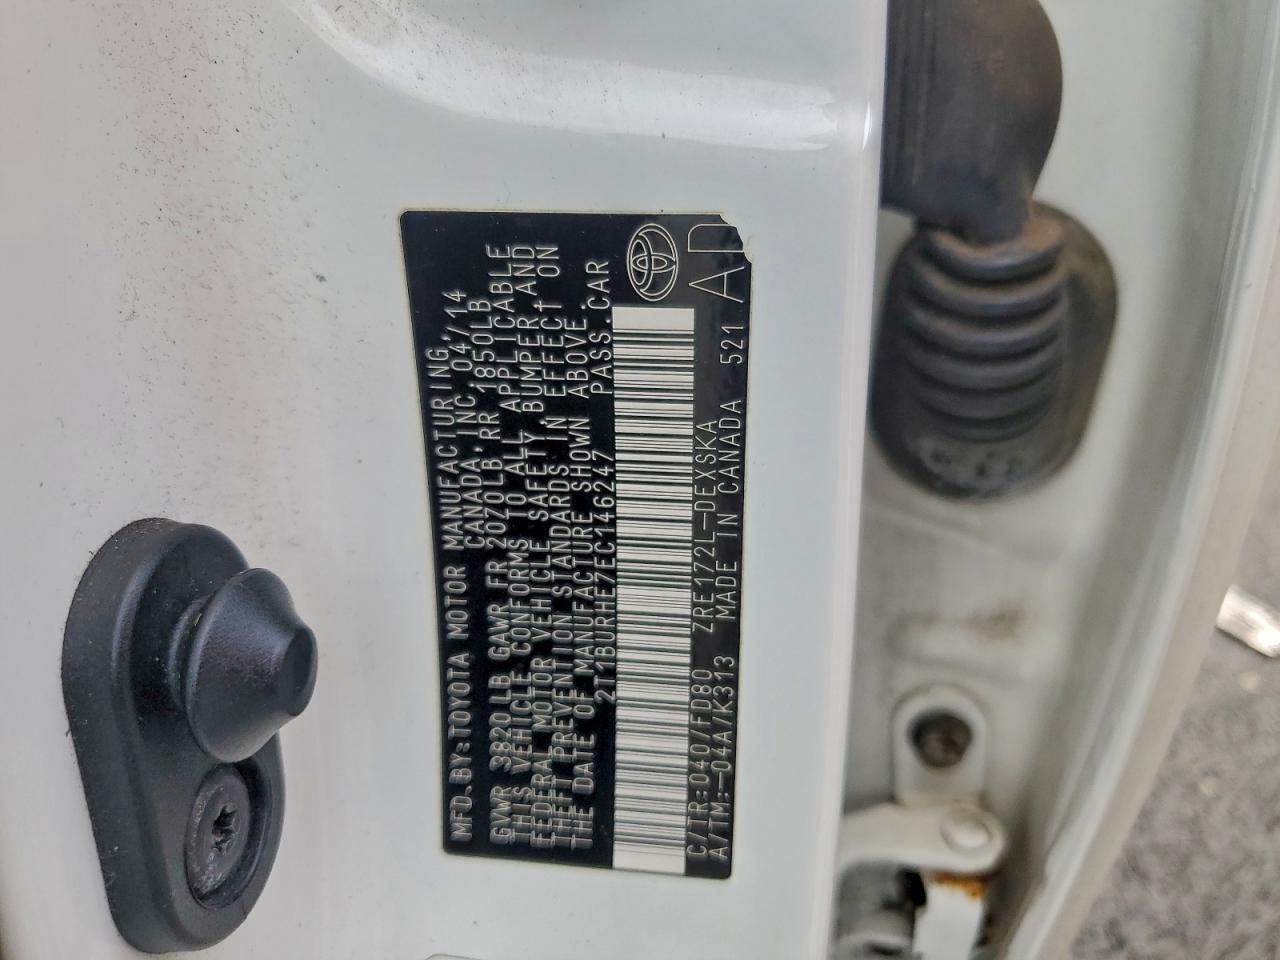 MFD.BY:TOYOTA MOTOR MANUFACTURING,
CANADA,INC.04/14
GVWR 3820LB GAWR FR 2070LB,RR 1850LB
THIS VEHICLE CONFORMS TO ALL APPLICABLE
FEDERAL MOTOR VEHICLE SAFETY, BUMPER,AND
THEFT PREVENTION STANDARDS IN EFFECT ON
THE DATE OF MANUFACTURE SHOWN ABOVE.
2T1BURHE7EC146247 PASS.CAR
C/TR:040/FD80 ZRE172L-DEXSKA
A/TM:-04A/K313 MADE IN CANADA 521
AD